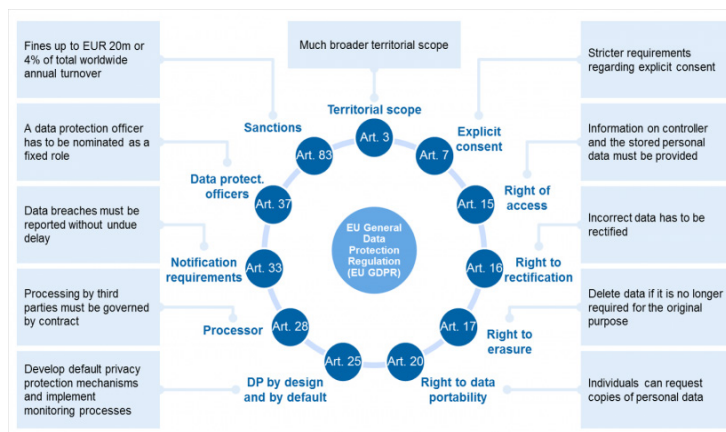 Much broader territorial scope
Territorial scope
Art. 3
Stricter requirements
regarding explicit consent
Explicit
consent
Art. 7
Information on controller
and the stored personal
data must be provided
Right of
access
Art. 15
Incorrect data has to be
rectified
Right to
rectification
Art. 16
Delete data if it is no longer
required for the original
purpose
Right to
erasure
Art. 17
Individuals can request
copies of personal data
Right to data
portability
Art. 20
Develop default privacy
protection mechanisms
and implement
monitoring processes
DP by design
and by default
Art. 25
Processing by third
parties must be governed
by contract
Processor
Art. 28
Data breaches must be
reported without undue
delay
Notification
requirements
Art. 33
A data protection officer
has to be nominated as a
fixed role
Data protect.
officers
Art. 37
Fines up to EUR 20m or
4% of total worldwide
annual turnover
Sanctions
Art. 83
EU General
Data
Protection
Regulation
(EU GDPR)